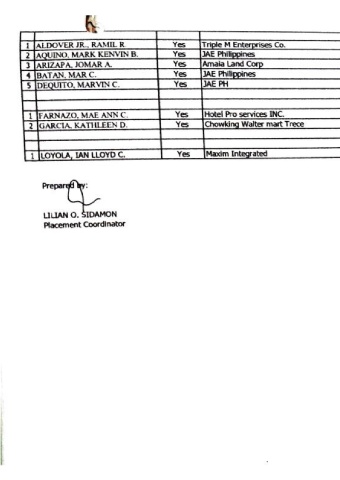 1 ALDOVER JR., RAMIL R. Yes Triple M Enterprises Co.
2 AQUINO, MARK KENVIN B. Yes JAE Philippines
3 ARIZAPA, JOMAR A. Yes Amaia Land Corp
4 BATAN, MAR C. Yes JAE Philippines
5 DEQUITO, MARVIN C. Yes JAE PH
1 FARNAZO, MAE ANN C. Yes Hotel Pro services INC.
2 GARCIA, KATHLEEN D. Yes Chowking Walter mart Trece
1 LOYOLA, IAN LLOYD C. Yes Maxim Integrated
Prepared by:
LILIAN O. SIDAMON
Placement Coordinator